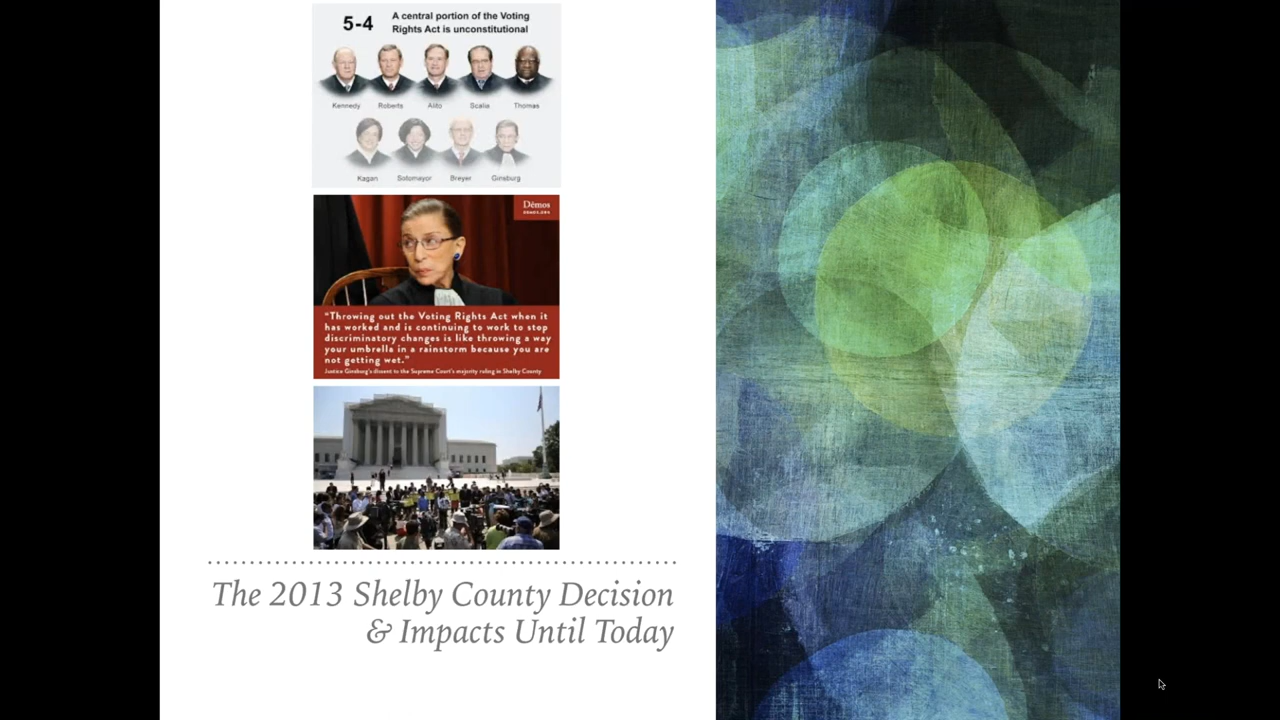 5-4
A central portion of the Voting
Rights Act is unconstitutional
Kennedy Roberts Alito Scalia Thomas
Kagan Sotomayor Breyer Ginsburg
Dēmos
DEMOS.ORG
"Throwing out the Voting Rights Act when it
has worked and is continuing to work to stop
discriminatory changes is like throwing a way
your umbrella in a rainstorm because you are
not getting wet."
Justice Ginsburg's dissent to the Supreme Court's majority ruling in Shelby County
The 2013 Shelby County Decision
& Impacts Until Today